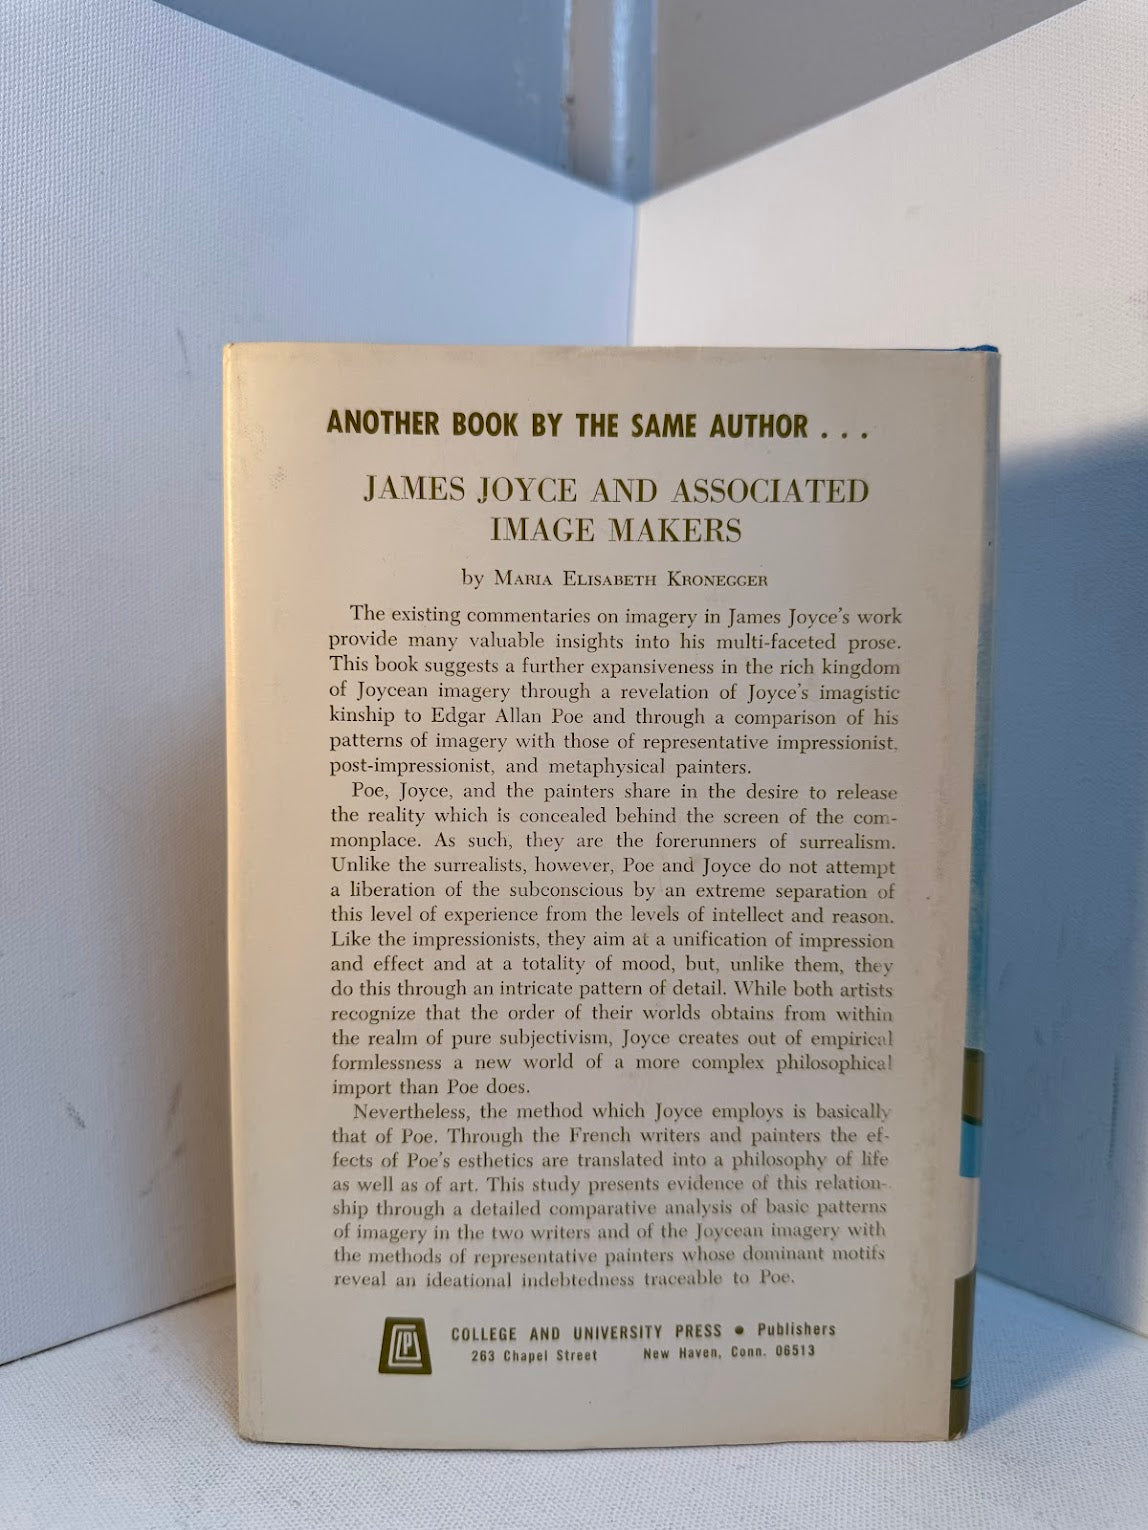 ANOTHER BOOK BY THE SAME AUTHOR . . .
JAMES JOYCE AND ASSOCIATED
IMAGE MAKERS
by MARIA ELISABETH KRONEGGER
The existing commentaries on imagery in James Joyce's work
provide many valuable insights into his multi-faceted prose.
This book suggests a further expansiveness in the rich kingdom
of Joycean imagery through a revelation of Joyce's imagistic
kinship to Edgar Allan Poe and through a comparison of his
patterns of imagery with those of representative impressionist,
post-impressionist, and metaphysical painters.
Poe, Joyce, and the painters share in the desire to release
the reality which is concealed behind the screen of the com-
monplace. As such, they are the forerunners of surrealism.
Unlike the surrealists, however, Poe and Joyce do not attempt
a liberation of the subconscious by an extreme separation of
this level of experience from the levels of intellect and reason.
Like the impressionists, they aim at a unification of impression
and effect and at a totality of mood, but, unlike them, they
do this through an intricate pattern of detail. While both artists
recognize that the order of their worlds obtains from within
the realm of pure subjectivism, Joyce creates out of empirical
formlessness a new world of a more complex philosophical
import than Poe does.
Nevertheless, the method which Joyce employs is basically
that of Poe. Through the French writers and painters the ef-
fects of Poe's esthetics are translated into a philosophy of life
as well as of art. This study presents evidence of this relation-
ship through a detailed comparative analysis of basic patterns
of imagery in the two writers and of the Joycean imagery with
the methods of representative painters whose dominant motifs
reveal an ideational indebtedness traceable to Poe.
COLLEGE AND UNIVERSITY PRESS • Publishers
263 Chapel Street New Haven, Conn. 06513